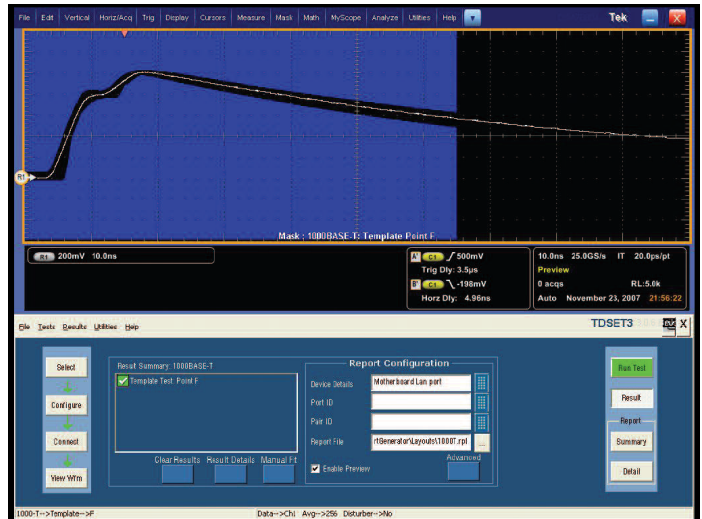 File Edit Vertical Horiz/Acq Trig Display Cursors Measure Mask Math MyScope Analyze Utilities Help Tek X
R1
Mask : 1000BASE-T: Template Point F
R1 200mV 10.0ns
A' C1 500mV
Trig Dly: 3.5µs
B' C1 -198mV
Horz Dly: 4.96ns
10.0ns 25.0GS/s IT 20.0ps/pt
Preview
0 acqs RL:5.0k
Auto November 23, 2007 21:56:22
File Tests Results Utilities Help TDSET3 X
Select
Configure
Connect
View Wfm
Result Summary: 1000BASE-T
Template Test Point F
Clear Results Result Details Manual Fit
Report Configuration
Device Details Motherboard Lan port
Port ID
Pair ID
Report File rtGenerator\Layouts\1000T.rpl ...
Enable Preview
Advanced
Run Test
Result
Report
Summary
Detail
1000-T-->Template-->F Data-->Ch1 Avg-->256 Disturber-->No